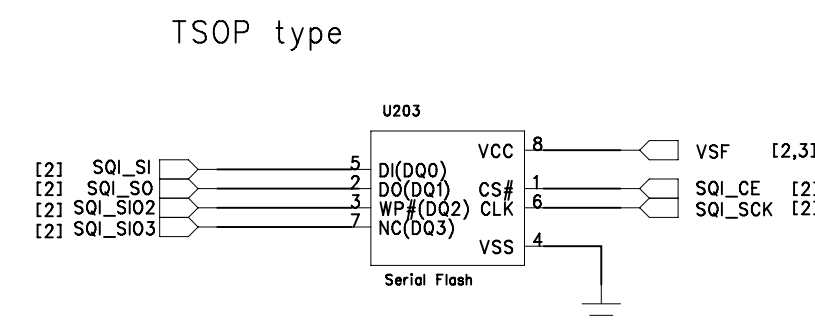 TSOP type
U203
[2] SQI_SI 5 DI(DQ0) VCC 8 VSF [2,3]
[2] SQI_SO 2 DO(DQ1) CS# 1 SQI_CE [2]
[2] SQI_SIO2 3 WP#(DQ2) CLK 6 SQI_SCK [2]
[2] SQI_SIO3 7 NC(DQ3)
VSS 4
Serial Flash